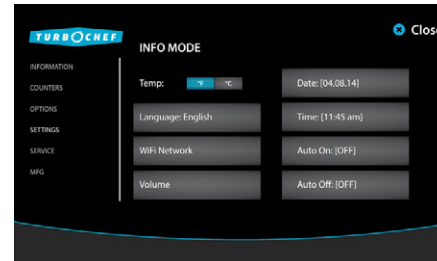 TURBOCHEF
Close
INFO MODE
INFORMATION
COUNTERS
OPTIONS
SETTINGS
SERVICE
MFG
Temp: °F °C
Language: English
WiFi Network
Volume
Date: [04.08.14]
Time: [11:45 am]
Auto On: [OFF]
Auto Off: [OFF]